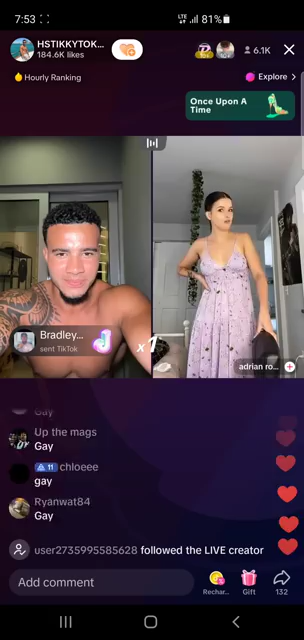 7:53
LTE
81%
HSTIKKYTOK...
184.6K likes
6.1K
Hourly Ranking
Explore >
Once Upon A
Time
Bradley...
sent TikTok
x1
adrian ro...
Gay
Up the mags
Gay
11 chloeee
gay
Ryanwat84
Gay
user2735995585628 followed the LIVE creator
Add comment
Rechar...
Gift
132